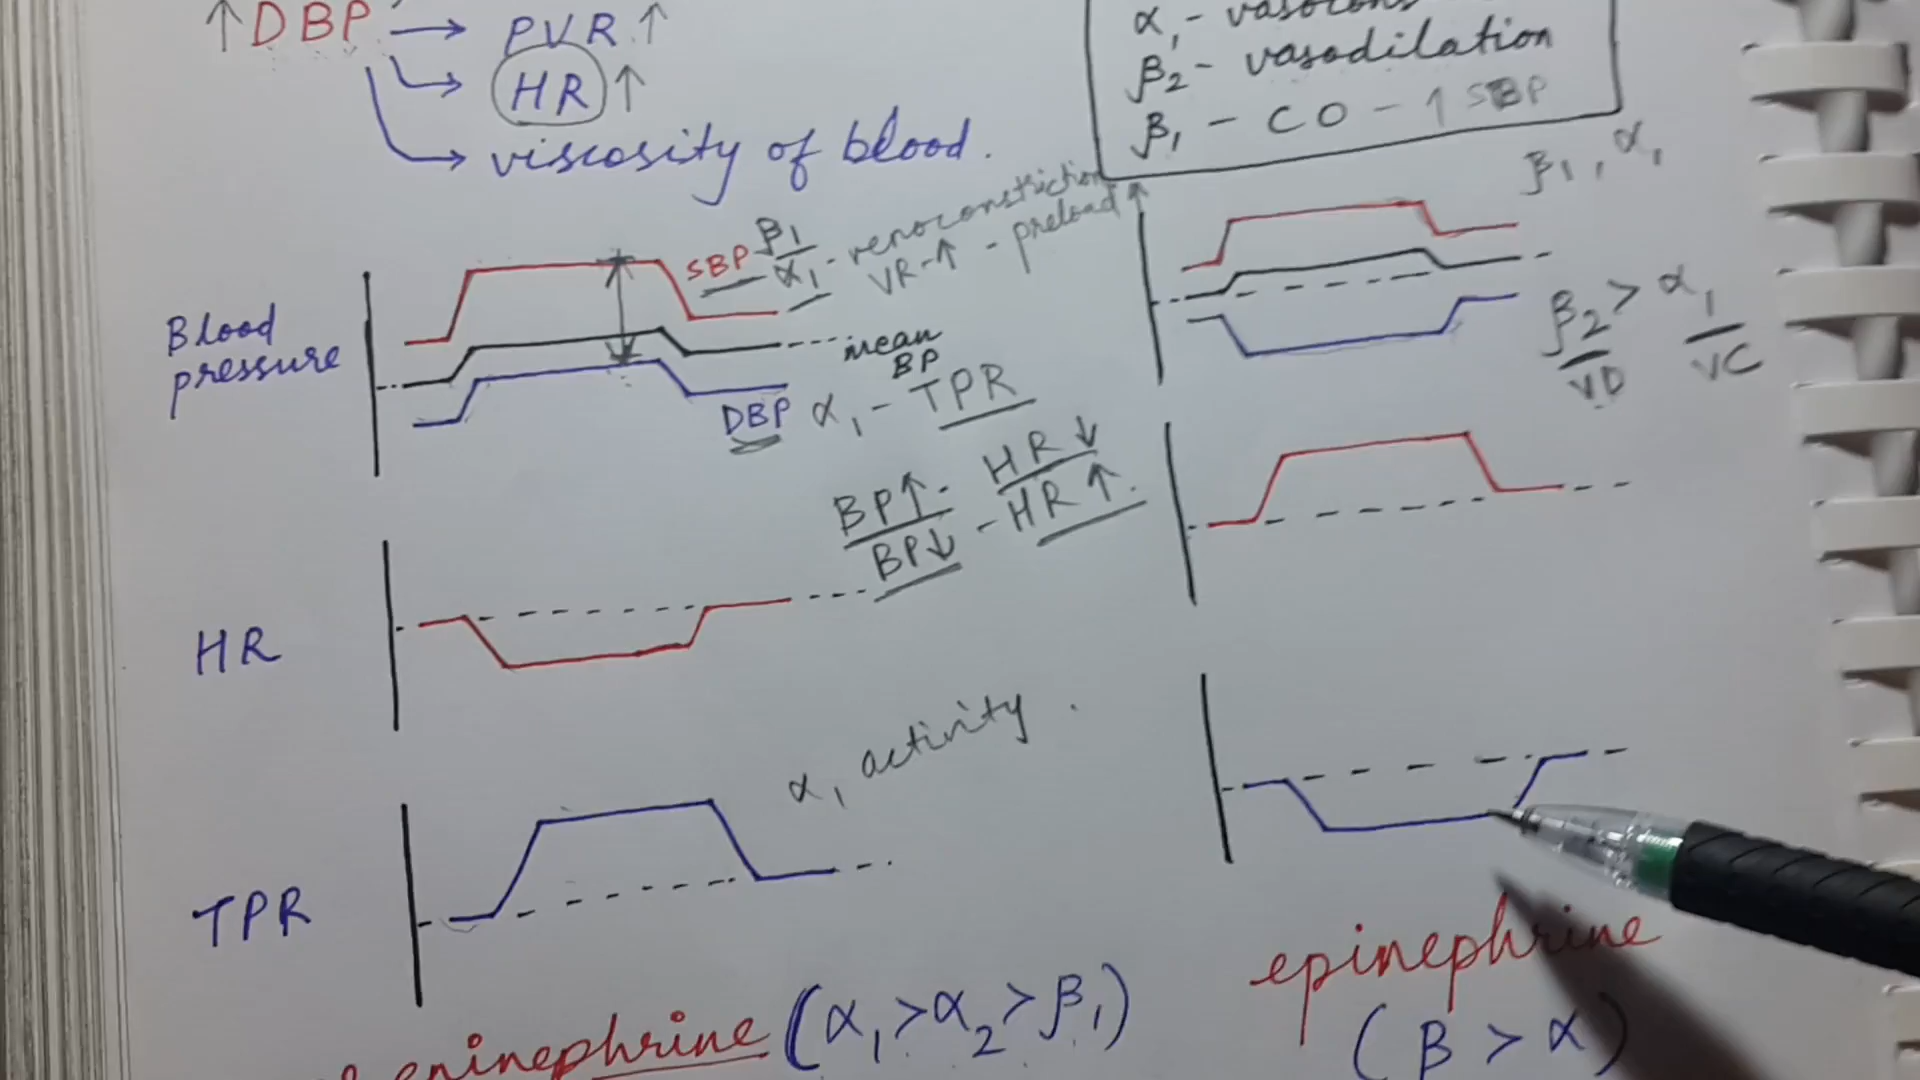 ↑DBP → PVR ↑
→ HR ↑
→ viscosity of blood.
α₁ -
β₂ - vasodilation
β₁ - CO - ↑ SBP
Blood
pressure
SBP β₁
α₁ - venoconstriction
VR-↑ - preload↑
mean
BP
DBP α₁ - TPR
β₁, α₁
β₂ > α₁
VD VC
BP↑ - HR↓
BP↓ - HR↑.
HR
α₁ activity.
TPR
epinephrine (α₁>α₂>β₁)
epinephrine
(β > α)